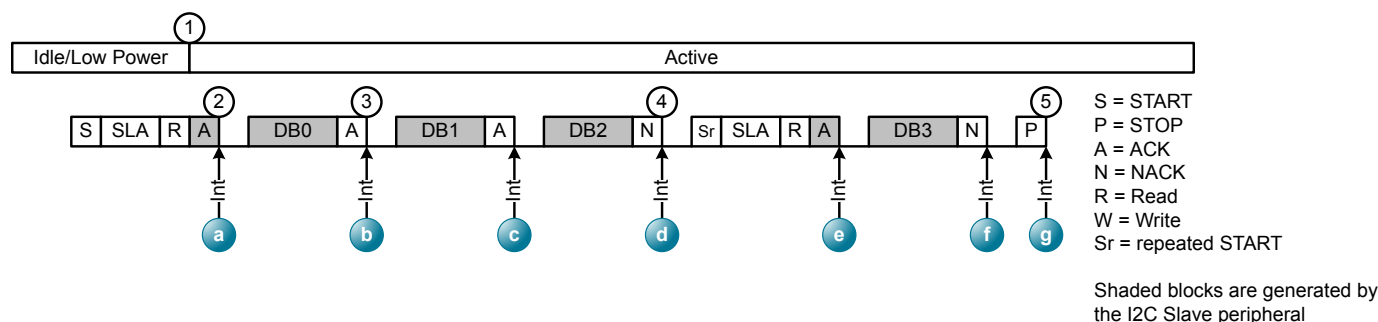 1
Idle/Low Power Active
2 3 4 5
S SLA R A DB0 A DB1 A DB2 N Sr SLA R A DB3 N P
Int Int Int Int Int Int Int
a b c d e f g
S = START
P = STOP
A = ACK
N = NACK
R = Read
W = Write
Sr = repeated START
Shaded blocks are generated by
the I2C Slave peripheral